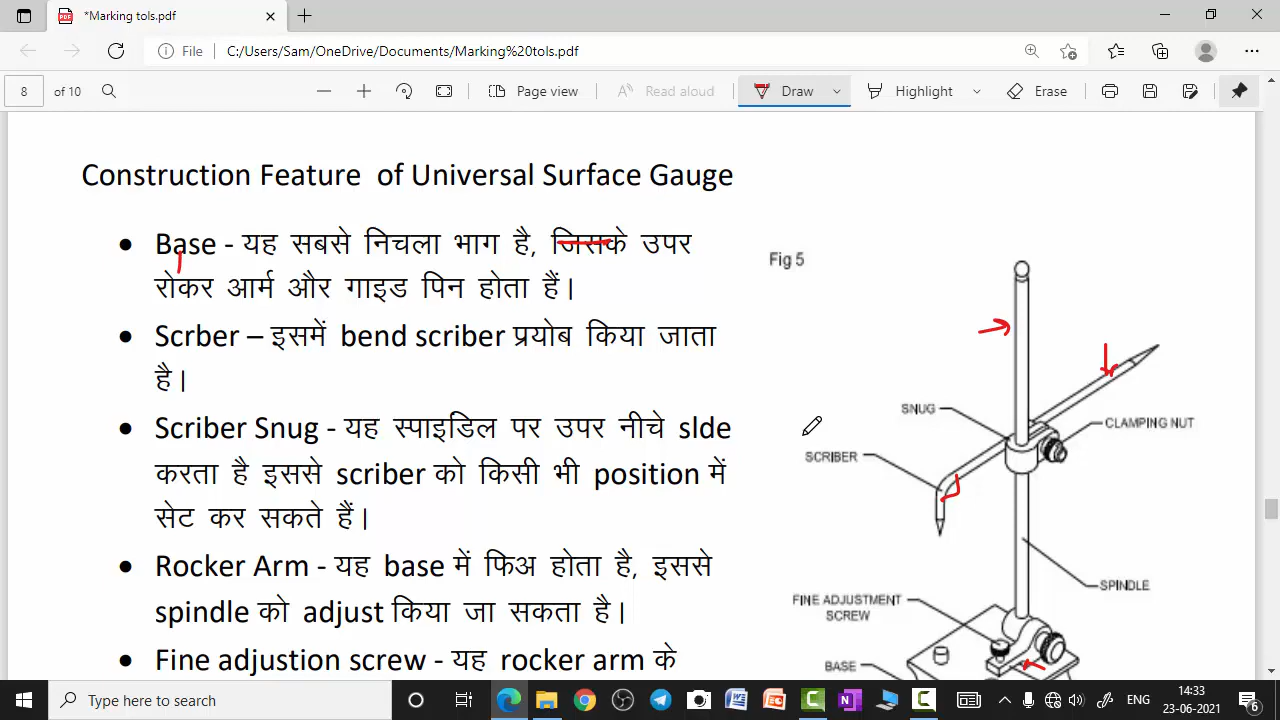 *Marking tols.pdf
File
C:/Users/Sam/OneDrive/Documents/Marking%20tols.pdf
8 of 10
Page view
Read aloud
Draw
Highlight
Erase
Construction Feature of Universal Surface Gauge
• Base - यह सबसे निचला भाग है, जिसके उपर
रोकर आर्म और गाइड पिन होता हैं।
• Scrber – इसमें bend scriber प्रयोब किया जाता
है।
• Scriber Snug - यह स्पाइडिल पर उपर नीचे slde
करता है इससे scriber को किसी भी position में
सेट कर सकते हैं।
• Rocker Arm - यह base में फिअ होता है, इससे
spindle को adjust किया जा सकता है।
• Fine adjustion screw - यह rocker arm के
Fig 5
SNUG
CLAMPING NUT
SCRIBER
SPINDLE
FINE ADJUSTMENT
SCREW
BASE
Type here to search
ENG
14:33
23-06-2021
6